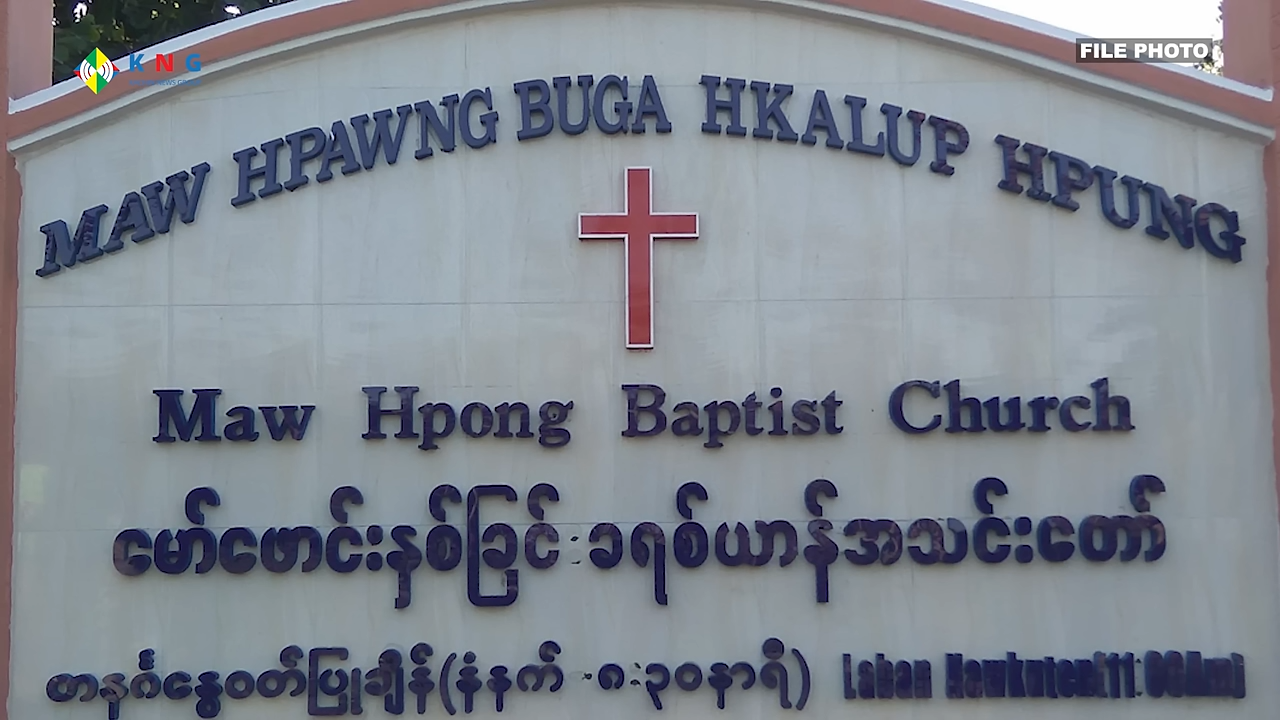 KNG
FILE PHOTO
MAW HPAWNG BUGA HKALUP HPUNG
Maw Hpong Baptist Church
မော်ဖောင်းနှစ်ခြင်းခရစ်ယာန်အသင်းတော်
တနင်္ဂနွေဝတ်ပြုချိန်(နံနက် ၈:၃၀နာရီ)